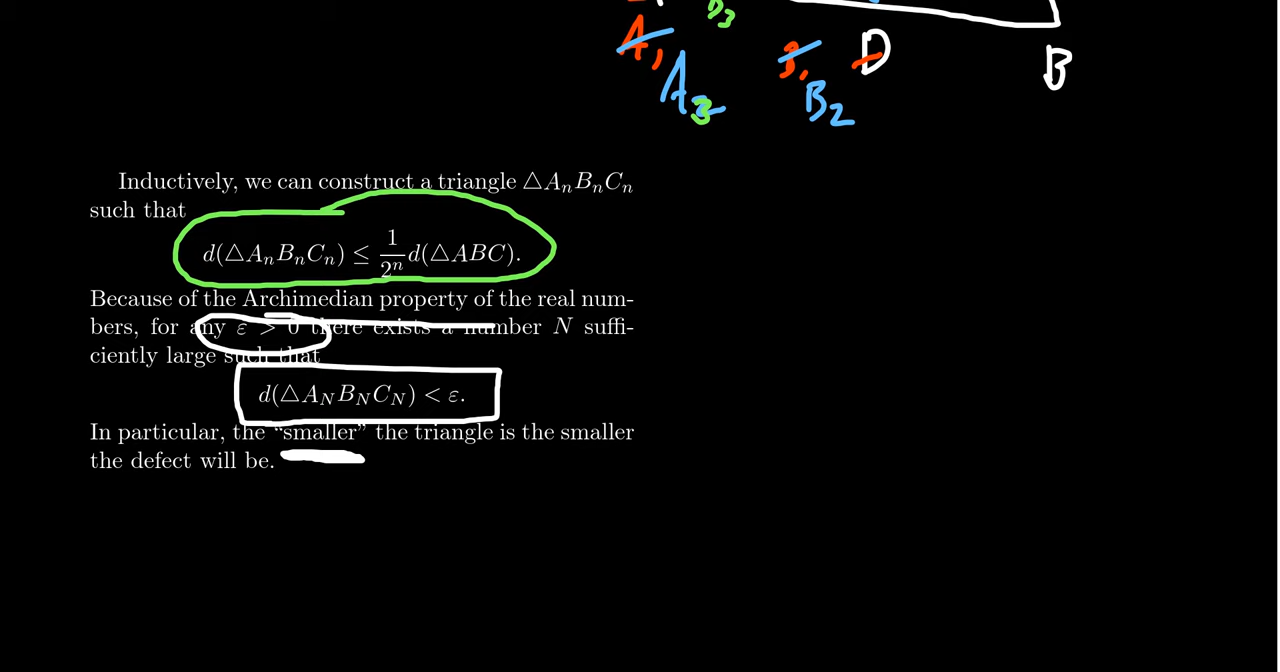 D3
A1
A3
B2
D
B
Inductively, we can construct a triangle △AₙBₙCₙ
such that
d(△AₙBₙCₙ) ≤ 1/2ⁿ d(△ABC).
Because of the Archimedian property of the real num-
bers, for any ε > 0 there exists a number N suffi-
ciently large such that
d(△A_N B_N C_N) < ε.
In particular, the “smaller” the triangle is the smaller
the defect will be.